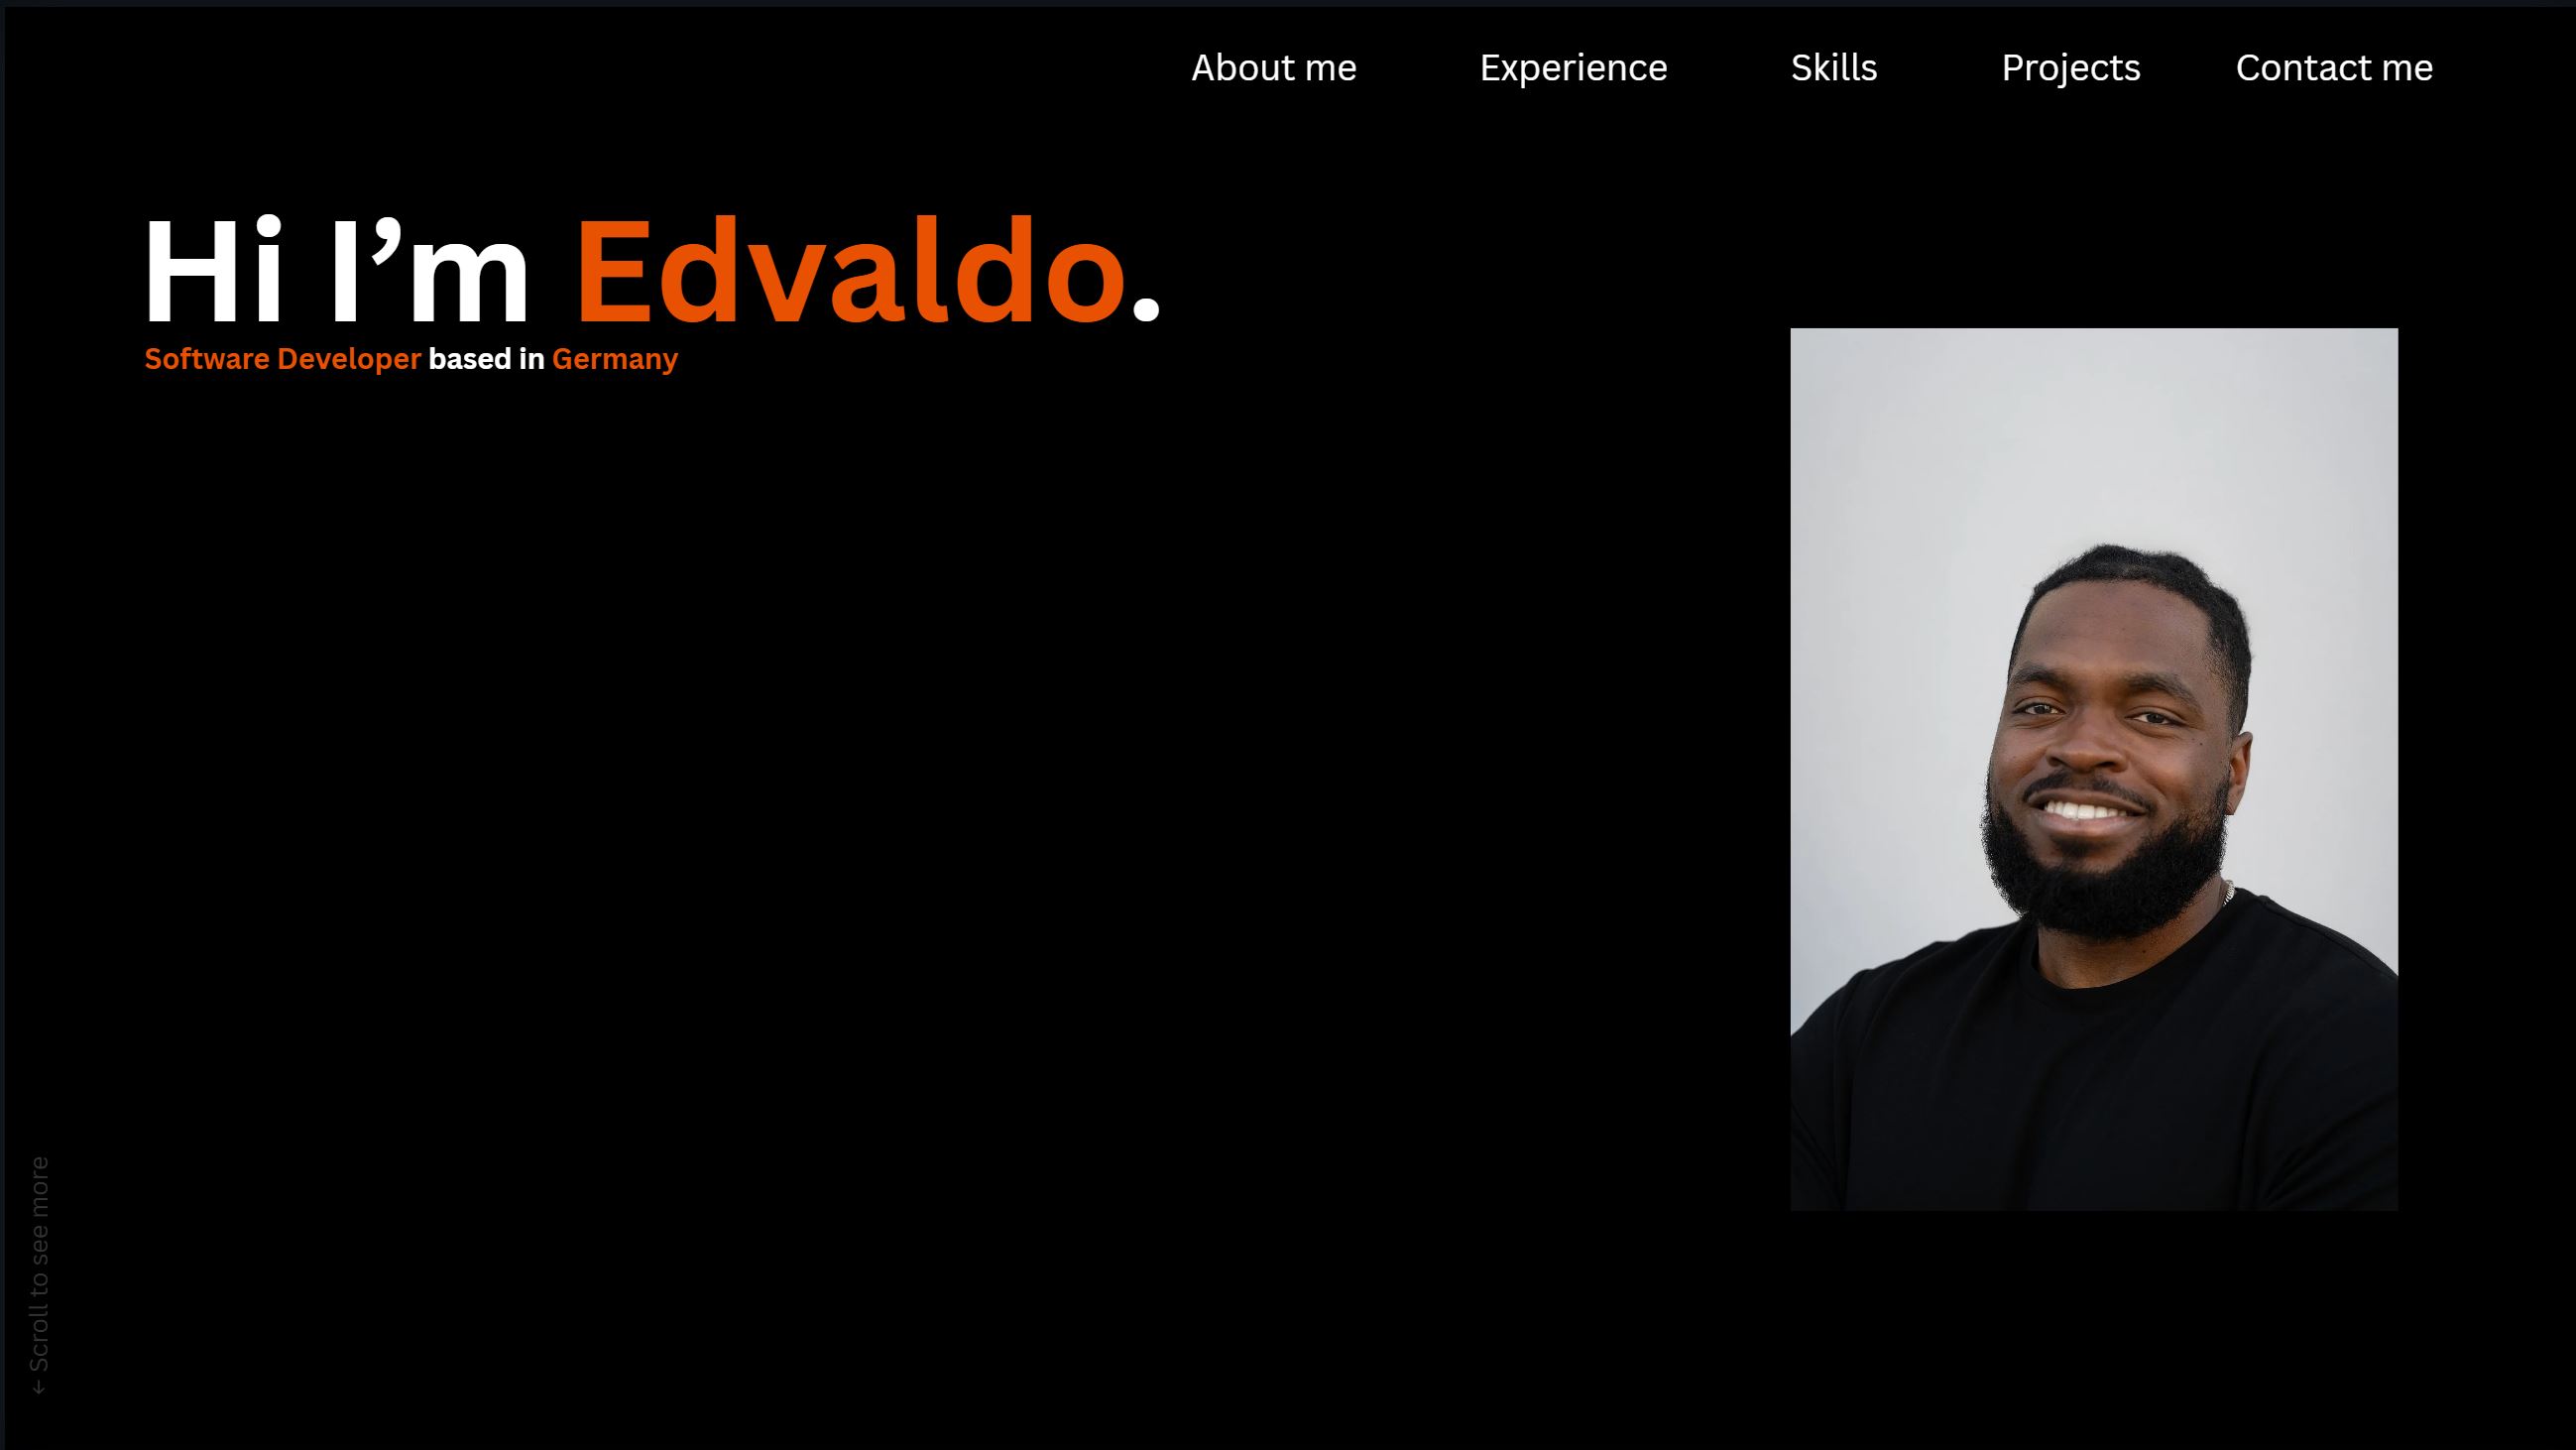 About me Experience Skills Projects Contact me
Hi I’m Edvaldo.
Software Developer based in Germany
← Scroll to see more